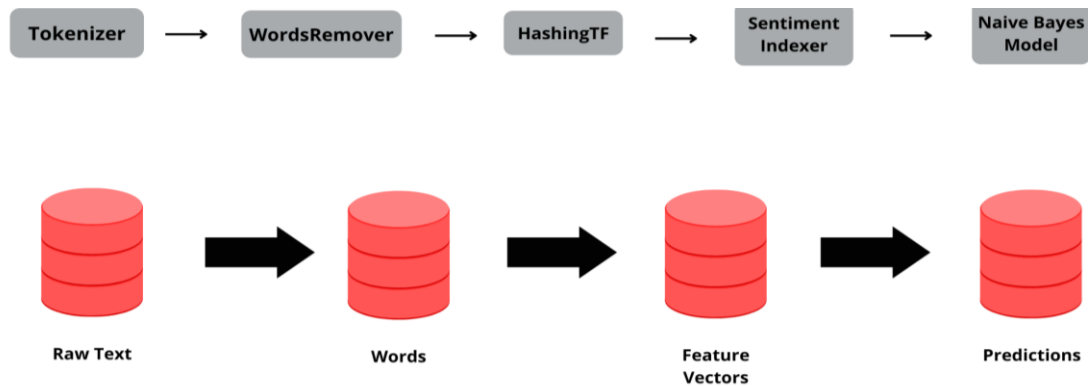 Tokenizer
WordsRemover
HashingTF
Sentiment
Indexer
Naive Bayes
Model
Raw Text
Words
Feature
Vectors
Predictions